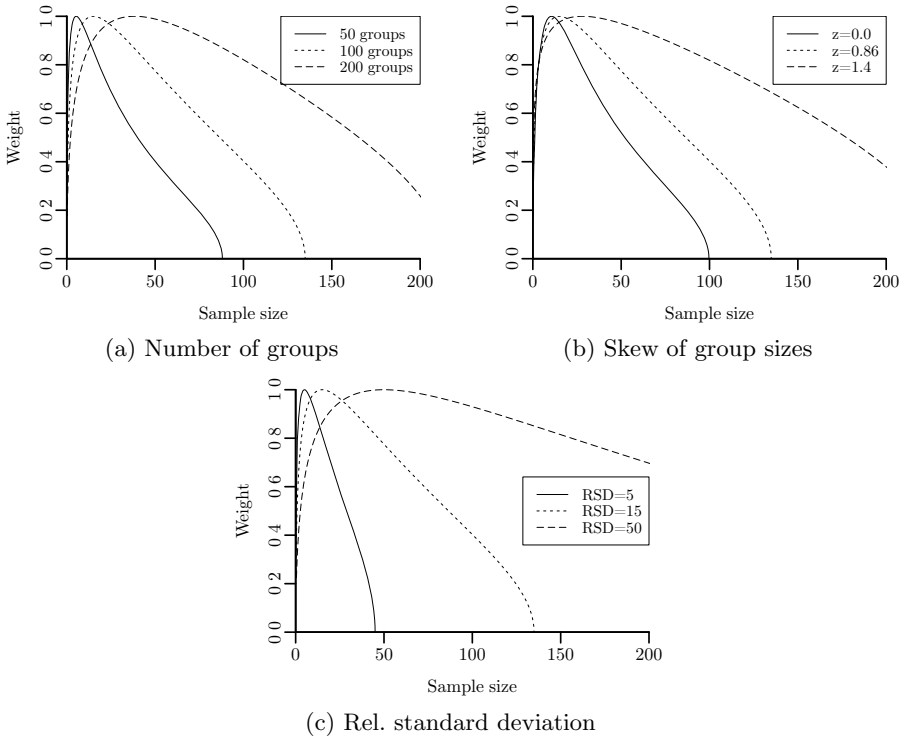 Weight
0.0
0.2
0.4
0.6
0.8
1.0
50 groups
100 groups
200 groups
0 50 100 150 200
Sample size
(a) Number of groups
Weight
0.0
0.2
0.4
0.6
0.8
1.0
z=0.0
z=0.86
z=1.4
0 50 100 150 200
Sample size
(b) Skew of group sizes
Weight
0.0
0.2
0.4
0.6
0.8
1.0
RSD=5
RSD=15
RSD=50
0 50 100 150 200
Sample size
(c) Rel. standard deviation